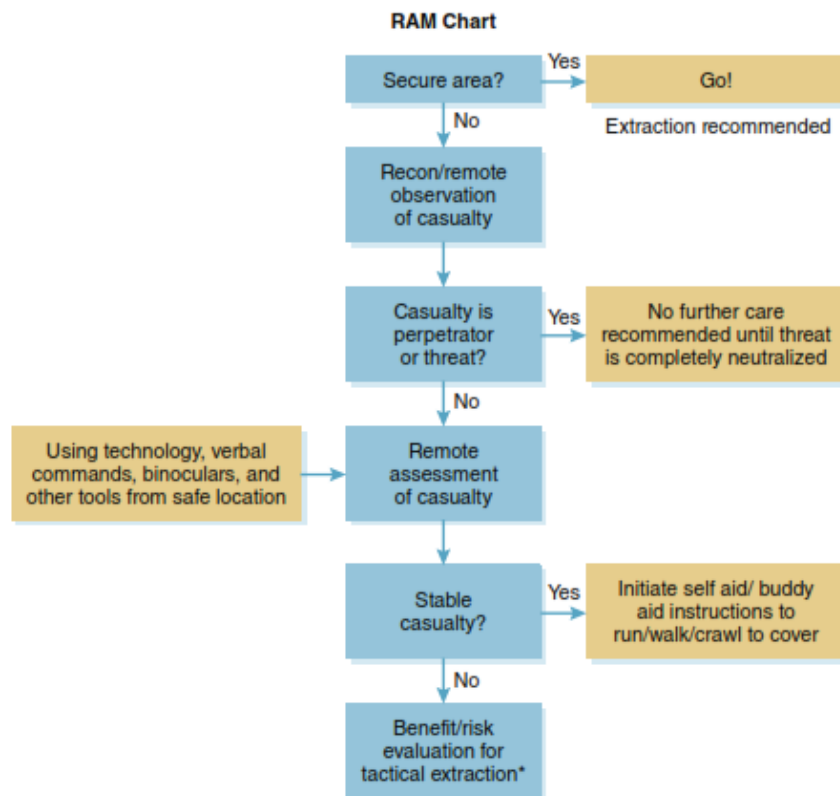 RAM Chart
Secure area?
Yes
Go!
Extraction recommended
No
Recon/remote
observation
of casualty
Casualty is
perpetrator
or threat?
Yes
No further care
recommended until threat
is completely neutralized
No
Using technology, verbal
commands, binoculars, and
other tools from safe location
Remote
assessment
of casualty
Stable
casualty?
Yes
Initiate self aid/ buddy
aid instructions to
run/walk/crawl to cover
No
Benefit/risk
evaluation for
tactical extraction*